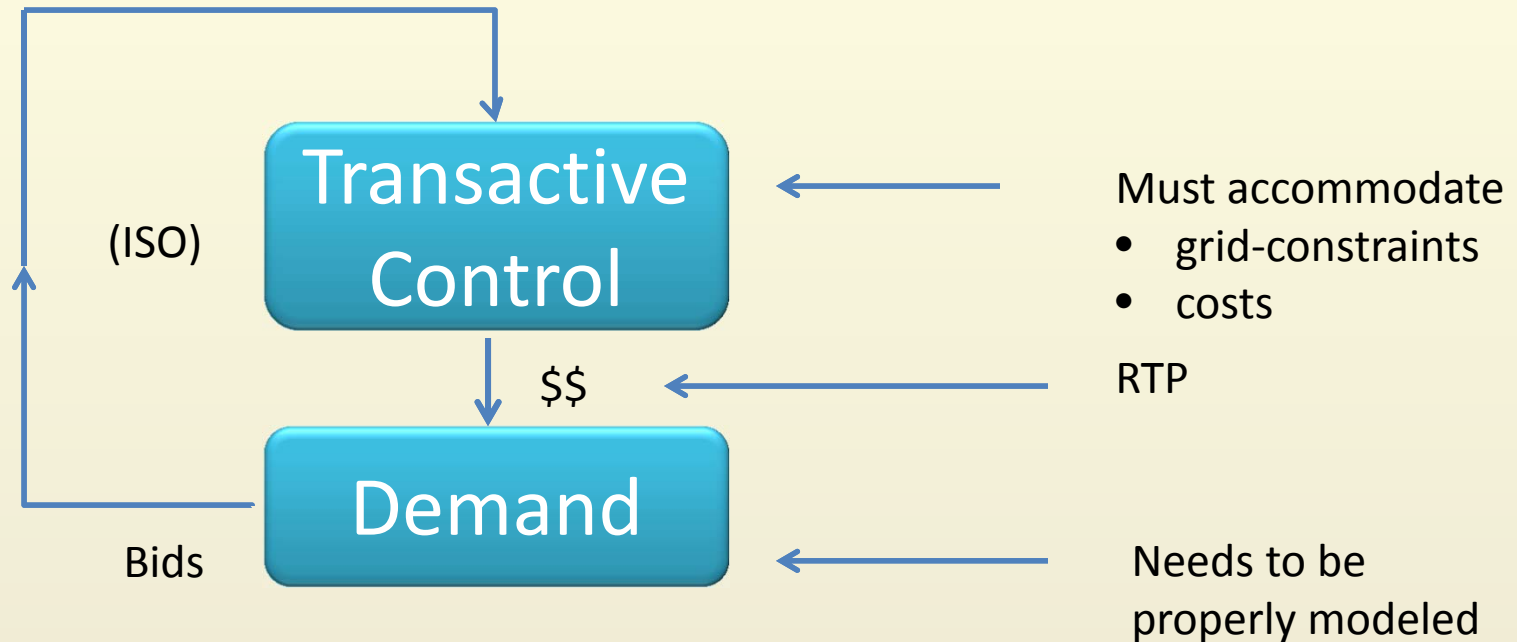 Transactive
Control
(ISO)
Must accommodate
• grid-constraints
• costs
$$
RTP
Demand
Bids
Needs to be
properly modeled